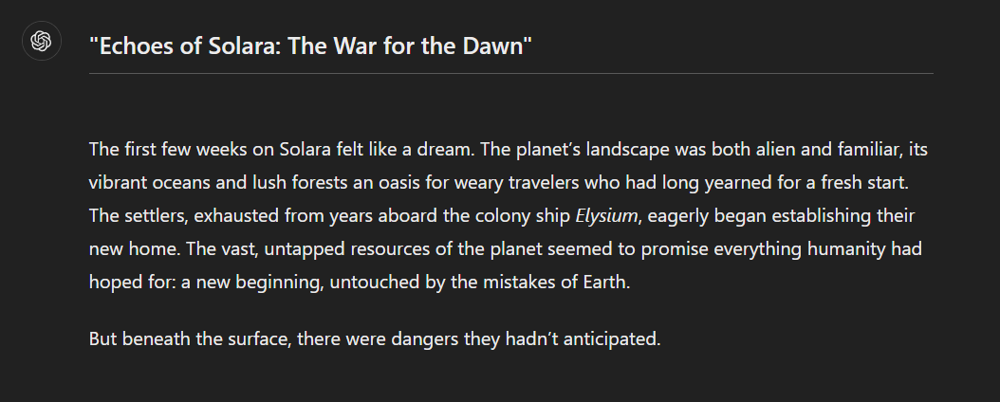 "Echoes of Solara: The War for the Dawn"
The first few weeks on Solara felt like a dream. The planet’s landscape was both alien and familiar, its
vibrant oceans and lush forests an oasis for weary travelers who had long yearned for a fresh start.
The settlers, exhausted from years aboard the colony ship Elysium, eagerly began establishing their
new home. The vast, untapped resources of the planet seemed to promise everything humanity had
hoped for: a new beginning, untouched by the mistakes of Earth.
But beneath the surface, there were dangers they hadn’t anticipated.